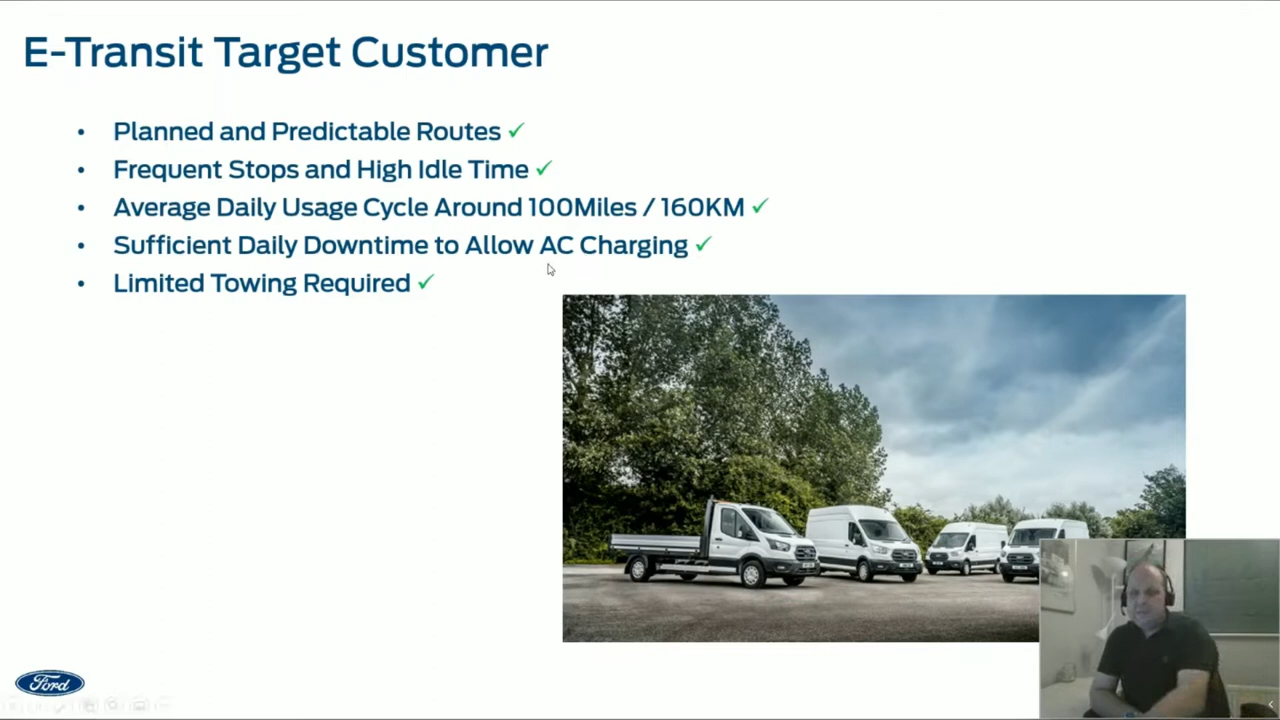 E-Transit Target Customer
• Planned and Predictable Routes ✓
• Frequent Stops and High Idle Time ✓
• Average Daily Usage Cycle Around 100Miles / 160KM ✓
• Sufficient Daily Downtime to Allow AC Charging ✓
• Limited Towing Required ✓
Ford